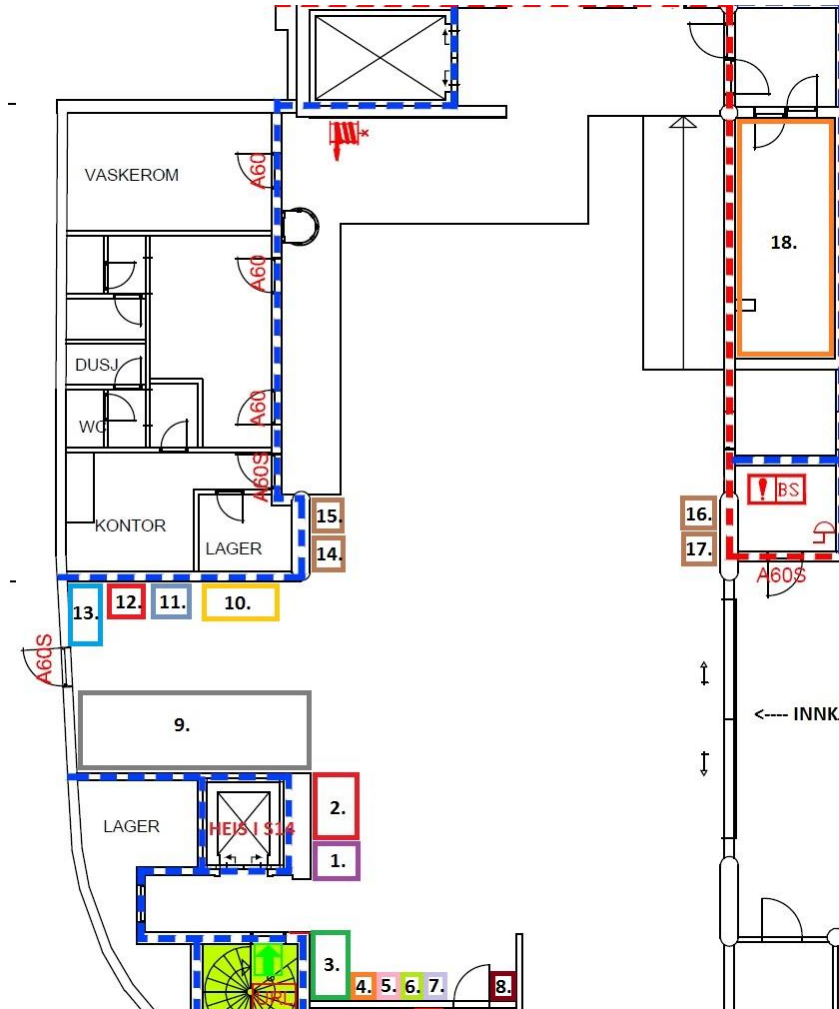 VASKEROM
A60
A60
18.
DUSJ
WC
A60
A60S
BS
KONTOR
LAGER
15.
14.
16.
17.
A60S
13.
12.
11.
10.
A60S
9.
<---- INNK
2.
LAGER
HEIS I S14
1.
3.
4.
5.
6.
7.
8.